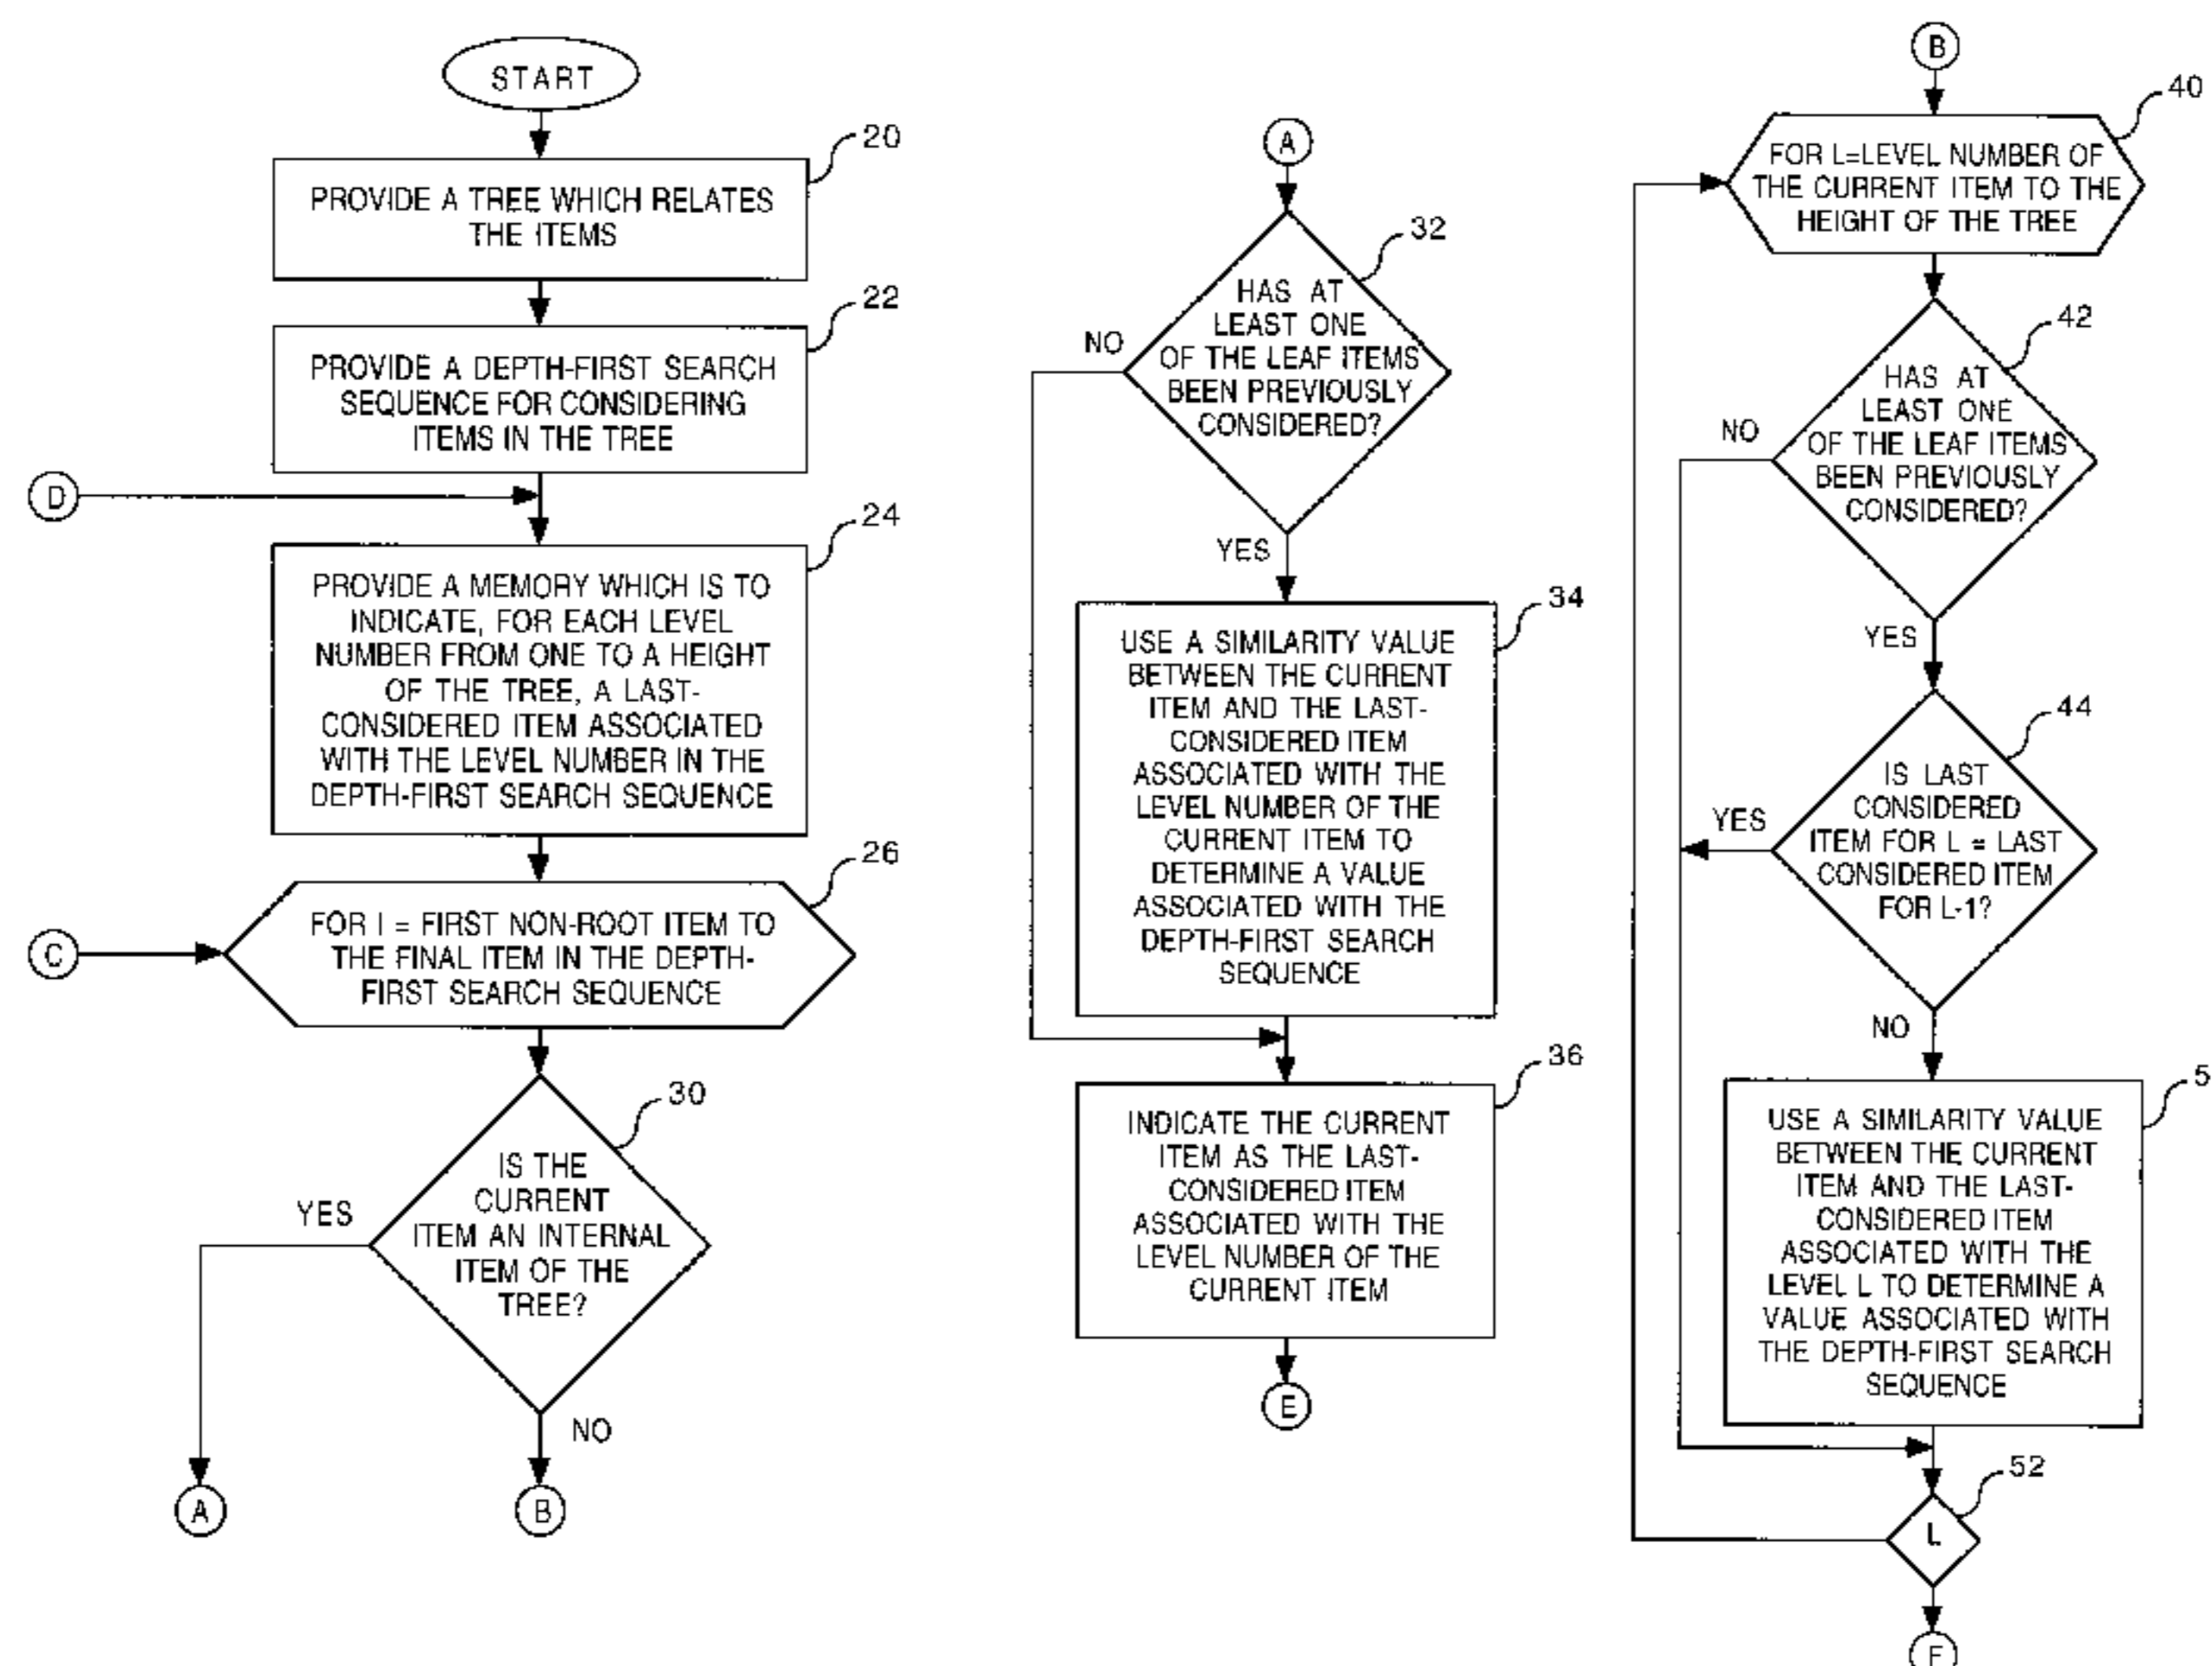 START
20
PROVIDE A TREE WHICH RELATES
THE ITEMS
22
PROVIDE A DEPTH-FIRST SEARCH
SEQUENCE FOR CONSIDERING
ITEMS IN THE TREE
D
24
PROVIDE A MEMORY WHICH IS TO
INDICATE, FOR EACH LEVEL
NUMBER FROM ONE TO A HEIGHT
OF THE TREE, A LAST-
CONSIDERED ITEM ASSOCIATED
WITH THE LEVEL NUMBER IN THE
DEPTH-FIRST SEARCH SEQUENCE
26
C
FOR I = FIRST NON-ROOT ITEM TO
THE FINAL ITEM IN THE DEPTH-
FIRST SEARCH SEQUENCE
30
IS THE
CURRENT
ITEM AN INTERNAL
ITEM OF THE
TREE?
YES
NO
A
B
A
32
HAS AT
LEAST ONE
OF THE LEAF ITEMS
BEEN PREVIOUSLY
CONSIDERED?
NO
YES
34
USE A SIMILARITY VALUE
BETWEEN THE CURRENT
ITEM AND THE LAST-
CONSIDERED ITEM
ASSOCIATED WITH THE
LEVEL NUMBER OF THE
CURRENT ITEM TO
DETERMINE A VALUE
ASSOCIATED WITH THE
DEPTH-FIRST SEARCH
SEQUENCE
36
INDICATE THE CURRENT
ITEM AS THE LAST-
CONSIDERED ITEM
ASSOCIATED WITH THE
LEVEL NUMBER OF THE
CURRENT ITEM
E
B
40
FOR L=LEVEL NUMBER OF
THE CURRENT ITEM TO THE
HEIGHT OF THE TREE
42
HAS AT
LEAST ONE
OF THE LEAF ITEMS
BEEN PREVIOUSLY
CONSIDERED?
NO
YES
44
IS LAST
CONSIDERED
ITEM FOR L = LAST
CONSIDERED ITEM
FOR L-1?
YES
NO
5
USE A SIMILARITY VALUE
BETWEEN THE CURRENT
ITEM AND THE LAST-
CONSIDERED ITEM
ASSOCIATED WITH THE
LEVEL L TO DETERMINE A
VALUE ASSOCIATED WITH
THE DEPTH-FIRST SEARCH
SEQUENCE
52
L